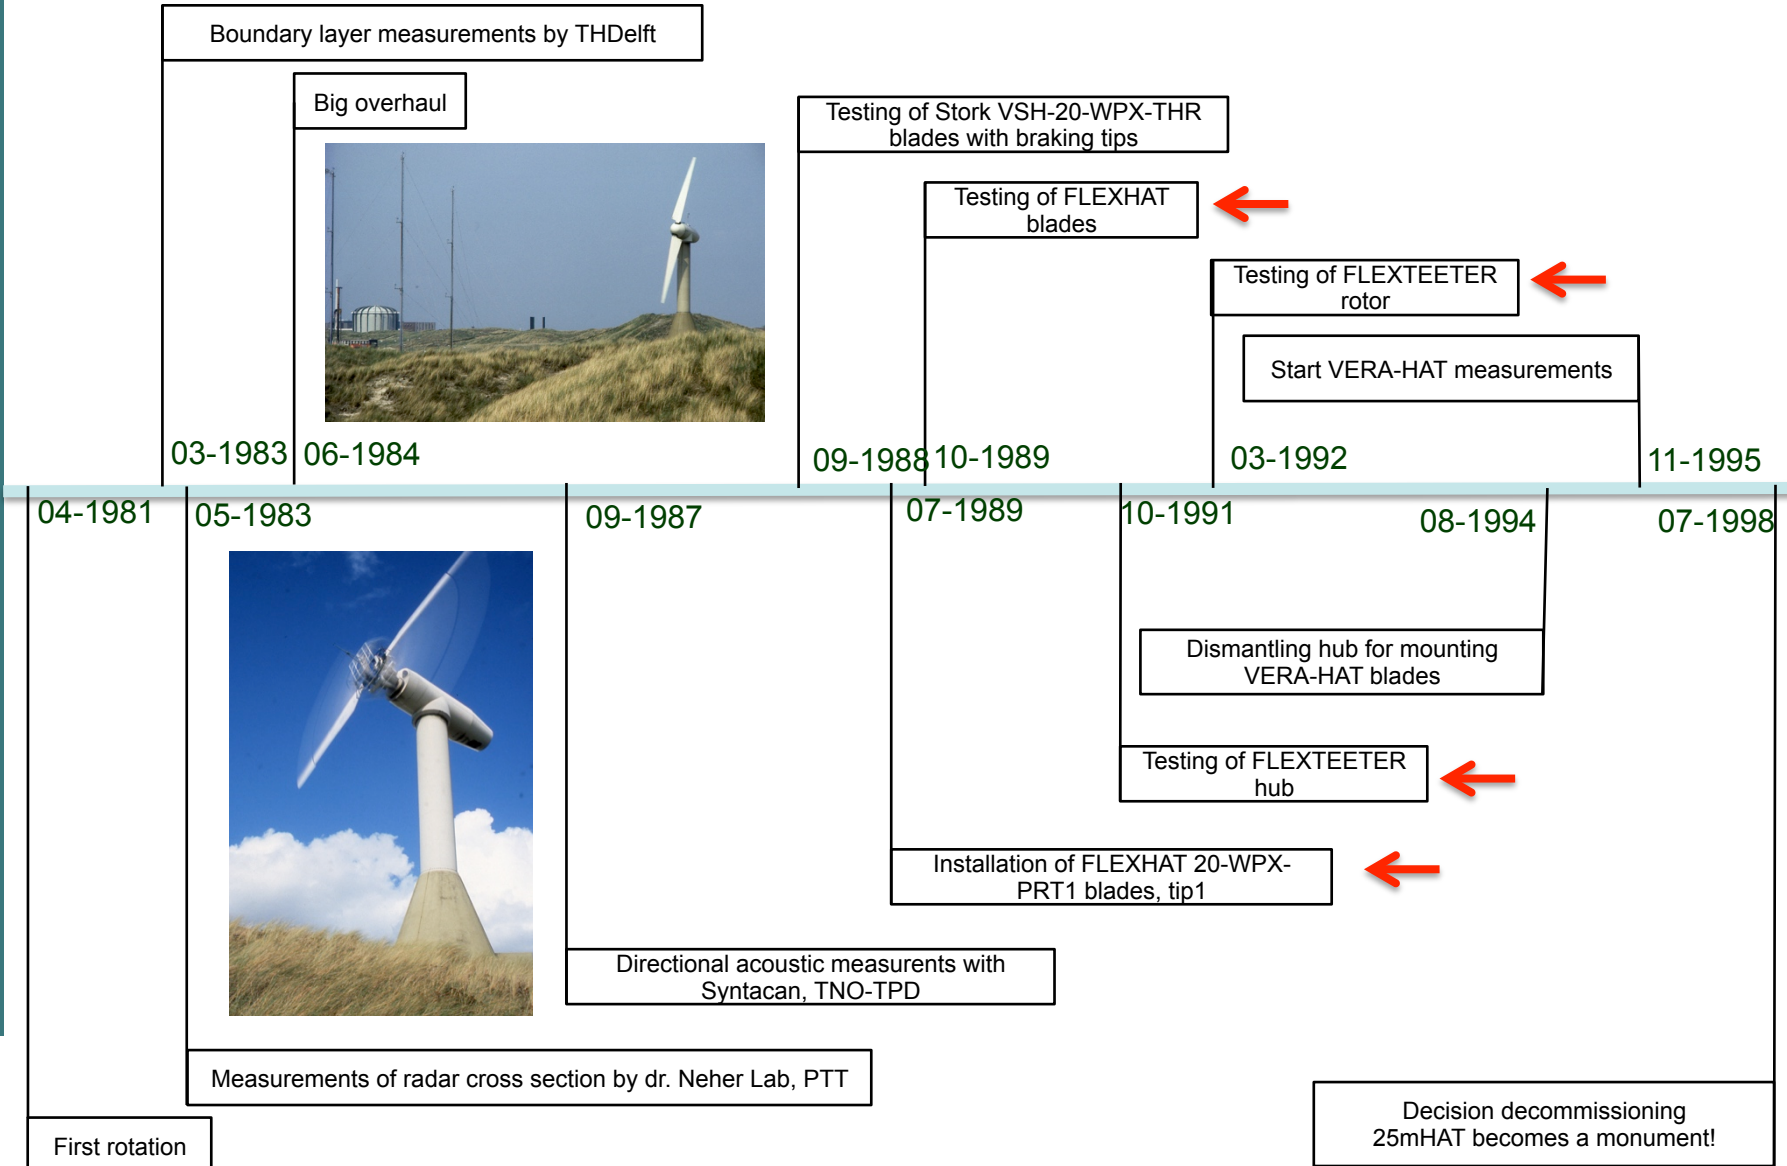 Boundary layer measurements by THDelft
Big overhaul
Testing of Stork VSH-20-WPX-THR
blades with braking tips
Testing of FLEXHAT
blades
Testing of FLEXTEETER
rotor
Start VERA-HAT measurements
03-1983
06-1984
09-1988
10-1989
03-1992
11-1995
04-1981
05-1983
09-1987
07-1989
10-1991
08-1994
07-1998
Dismantling hub for mounting
VERA-HAT blades
Testing of FLEXTEETER
hub
Installation of FLEXHAT 20-WPX-
PRT1 blades, tip1
Directional acoustic measurents with
Syntacan, TNO-TPD
Measurements of radar cross section by dr. Neher Lab, PTT
First rotation
Decision decommissioning
25mHAT becomes a monument!